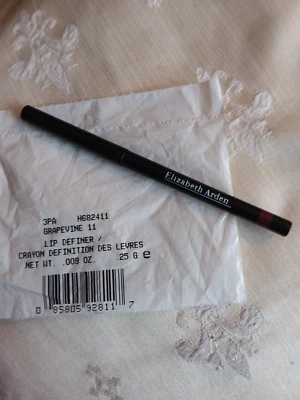 Elizabeth Arden
3PA H682411
GRAPEVINE 11
LIP DEFINER /
CRAYON DEFINITION DES LEVRES
NET WT. .009 OZ. .25 G e
0 85805 92811 7